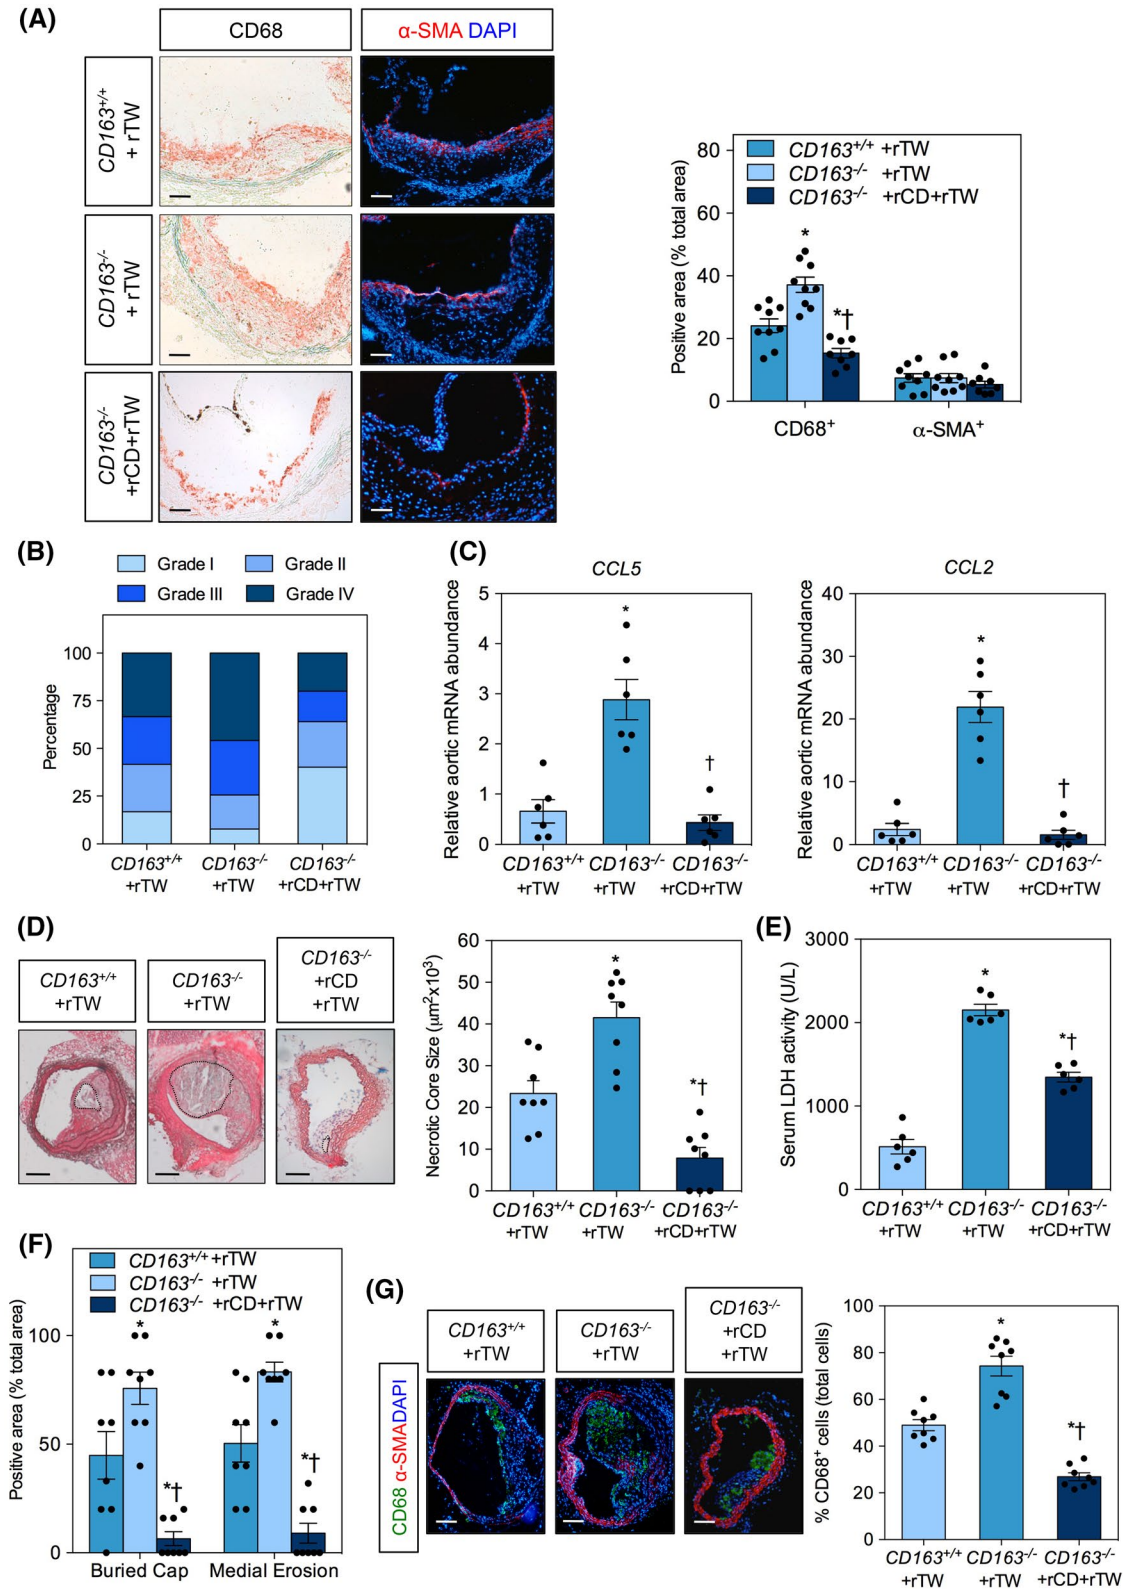 (A)
CD68
α-SMA DAPI
CD163+/+
+ rTW
CD163-/-
+ rTW
CD163-/-
+rCD+rTW
Positive area (% total area)
80
60
40
20
0
CD163+/+ +rTW
CD163-/- +rTW
CD163-/- +rCD+rTW
*
*†
CD68+
α-SMA+
(B)
Grade I
Grade II
Grade III
Grade IV
Percentage
100
75
50
25
0
CD163+/+
+rTW
CD163-/-
+rTW
CD163-/-
+rCD+rTW
(C)
CCL5
Relative aortic mRNA abundance
5
4
3
2
1
0
*
†
CD163+/+
+rTW
CD163-/-
+rTW
CD163-/-
+rCD+rTW
CCL2
Relative aortic mRNA abundance
40
30
20
10
0
*
†
CD163+/+
+rTW
CD163-/-
+rTW
CD163-/-
+rCD+rTW
(D)
CD163+/+
+rTW
CD163-/-
+rTW
CD163-/-
+rCD
+rTW
Necrotic Core Size (µm²x10³)
60
50
40
30
20
10
0
*
*†
CD163+/+
+rTW
CD163-/-
+rTW
CD163-/-
+rCD+rTW
(E)
Serum LDH activity (U/L)
3000
2000
1000
0
*
*†
CD163+/+
+rTW
CD163-/-
+rTW
CD163-/-
+rCD+rTW
(F)
Positive area (% total area)
100
50
0
CD163+/+ +rTW
CD163-/- +rTW
CD163-/- +rCD+rTW
*
*†
*
*†
Buried Cap
Medial Erosion
(G)
CD163+/+
+rTW
CD163-/-
+rTW
CD163-/-
+rCD
+rTW
CD68 α-SMADAPI
% CD68+ cells (total cells)
100
80
60
40
20
0
*
*†
CD163+/+
+rTW
CD163-/-
+rTW
CD163-/-
+rCD+rTW